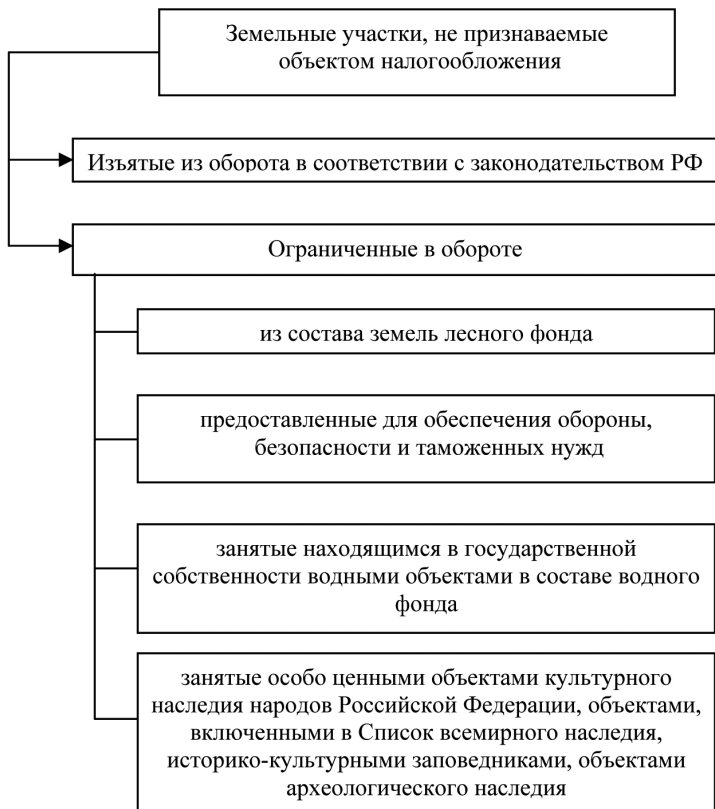 Земельные участки, не признаваемые
объектом налогообложения
Изъятые из оборота в соответствии с законодательством РФ
Ограниченные в обороте
из состава земель лесного фонда
предоставленные для обеспечения обороны,
безопасности и таможенных нужд
занятые находящимся в государственной
собственности водными объектами в составе водного
фонда
занятые особо ценными объектами культурного
наследия народов Российской Федерации, объектами,
включенными в Список всемирного наследия,
историко-культурными заповедниками, объектами
археологического наследия